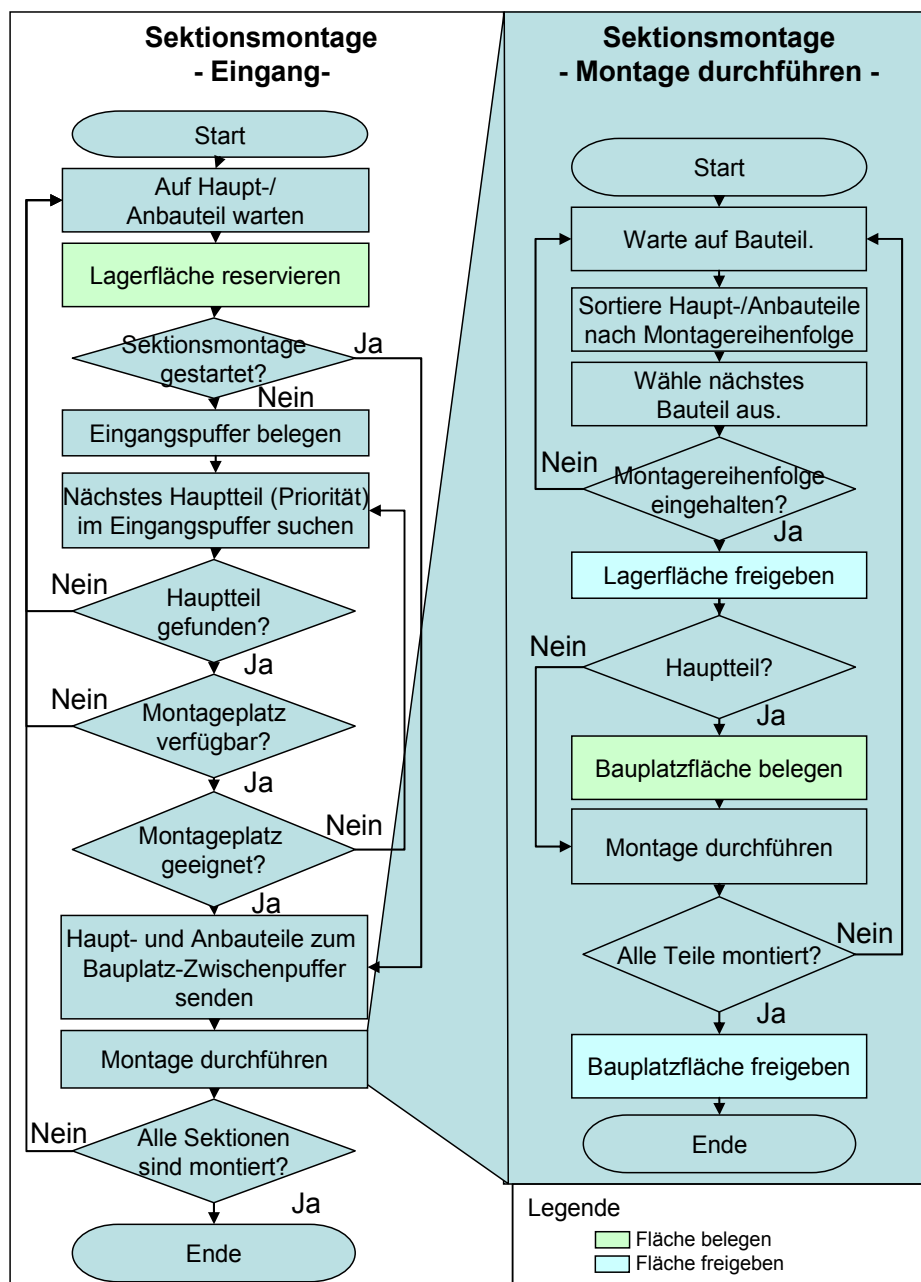 Sektionsmontage
- Eingang-
Start
Auf Haupt-/
Anbauteil warten
Lagerfläche reservieren
Sektionsmontage
gestartet?
Ja
Nein
Eingangspuffer belegen
Nächstes Hauptteil (Priorität)
im Eingangspuffer suchen
Nein
Hauptteil
gefunden?
Ja
Nein
Montageplatz
verfügbar?
Ja
Montageplatz
geeignet?
Nein
Ja
Haupt- und Anbauteile zum
Bauplatz-Zwischenpuffer
senden
Montage durchführen
Nein
Alle Sektionen
sind montiert?
Ja
Ende
Sektionsmontage
- Montage durchführen -
Start
Warte auf Bauteil.
Sortiere Haupt-/Anbauteile
nach Montagereihenfolge
Wähle nächstes
Bauteil aus.
Nein
Montagereihenfolge
eingehalten?
Ja
Lagerfläche freigeben
Nein
Hauptteil?
Ja
Bauplatzfläche belegen
Montage durchführen
Alle Teile montiert?
Nein
Ja
Bauplatzfläche freigeben
Ende
Legende
Fläche belegen
Fläche freigeben